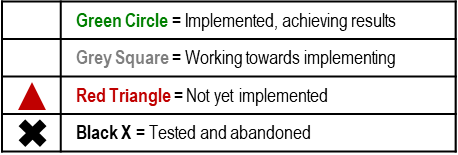 Green Circle = Implemented, achieving results
Grey Square = Working towards implementing
Red Triangle = Not yet implemented
Black X = Tested and abandoned